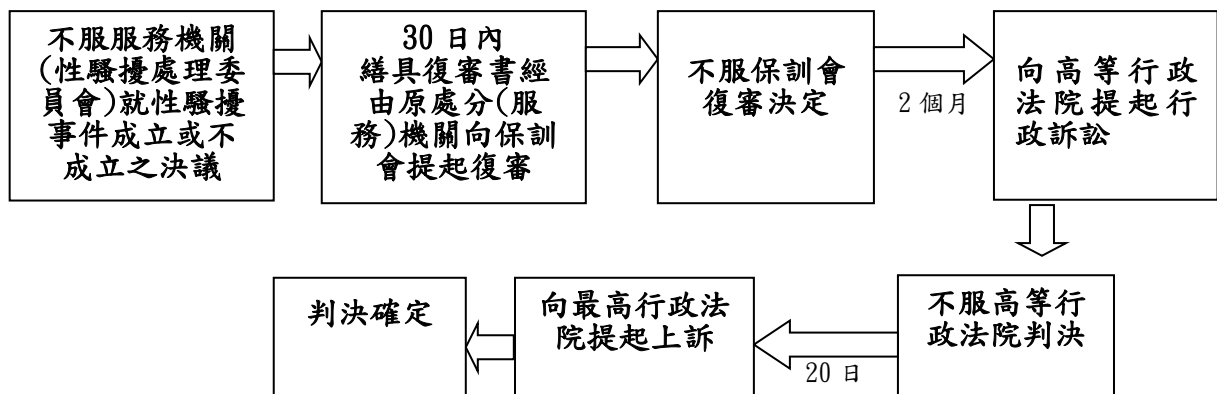 不服服務機關
(性騷擾處理委
員會)就性騷擾
事件成立或不
成立之決議
30 日內
繕具復審書經
由原處分(服
務)機關向保訓
會提起復審
不服保訓會
復審決定
2 個月
向高等行政
法院提起行
政訴訟
不服高等行
政法院判決
20 日
向最高行政法
院提起上訴
判決確定